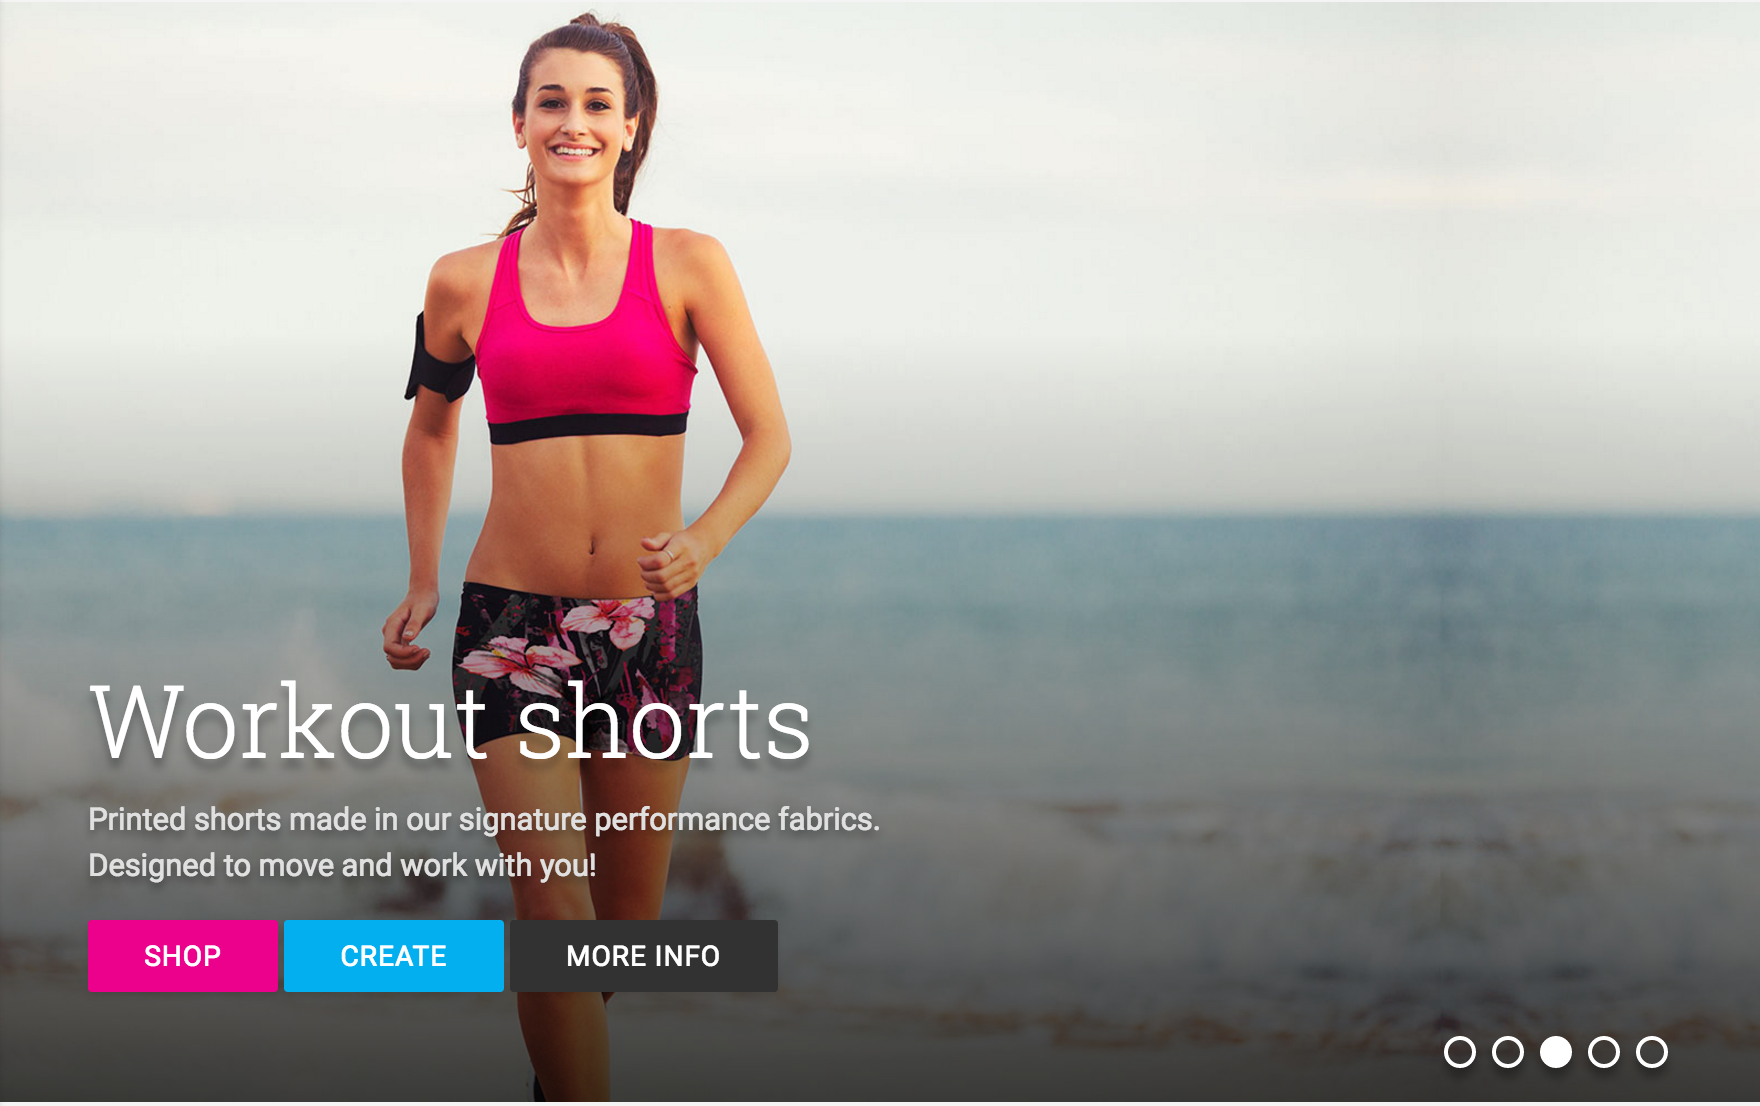 Workout shorts
Printed shorts made in our signature performance fabrics.
Designed to move and work with you!
SHOP
CREATE
MORE INFO